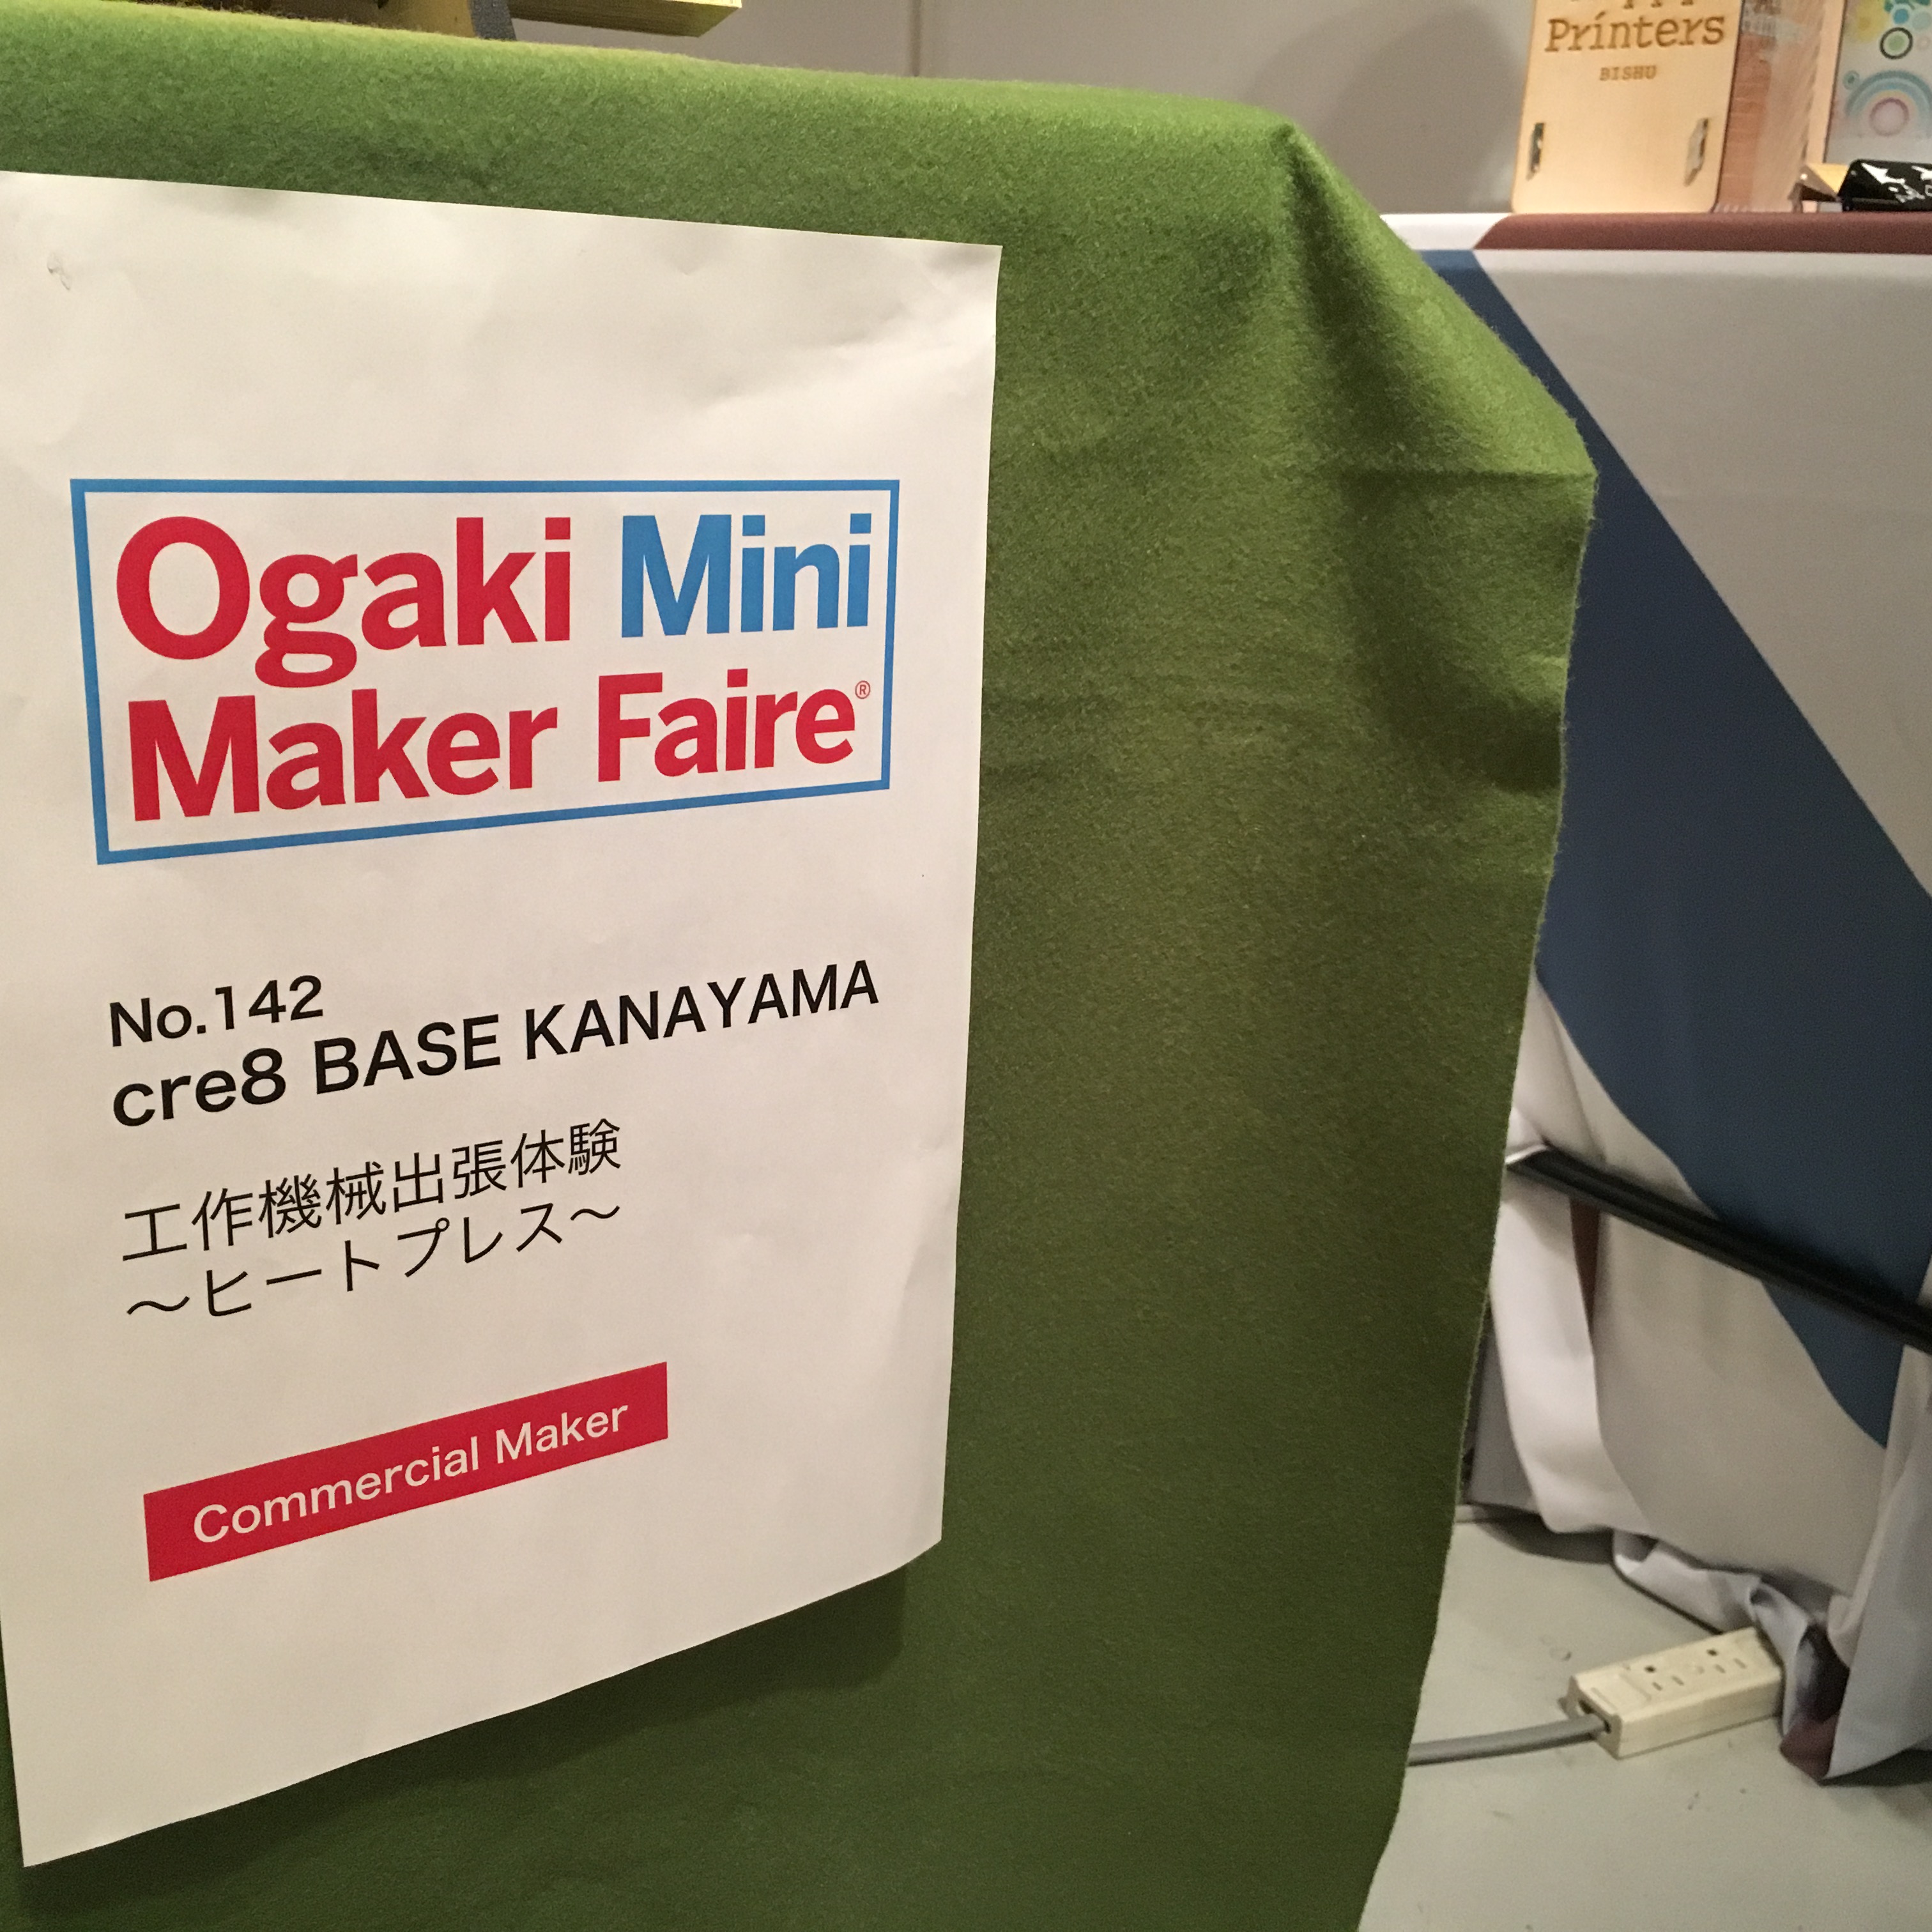 Printers
BISHU
Ogaki Mini
Maker Faire®
No.142
cre8 BASE KANAYAMA
工作機械出張体験
〜ヒートプレス〜
Commercial Maker